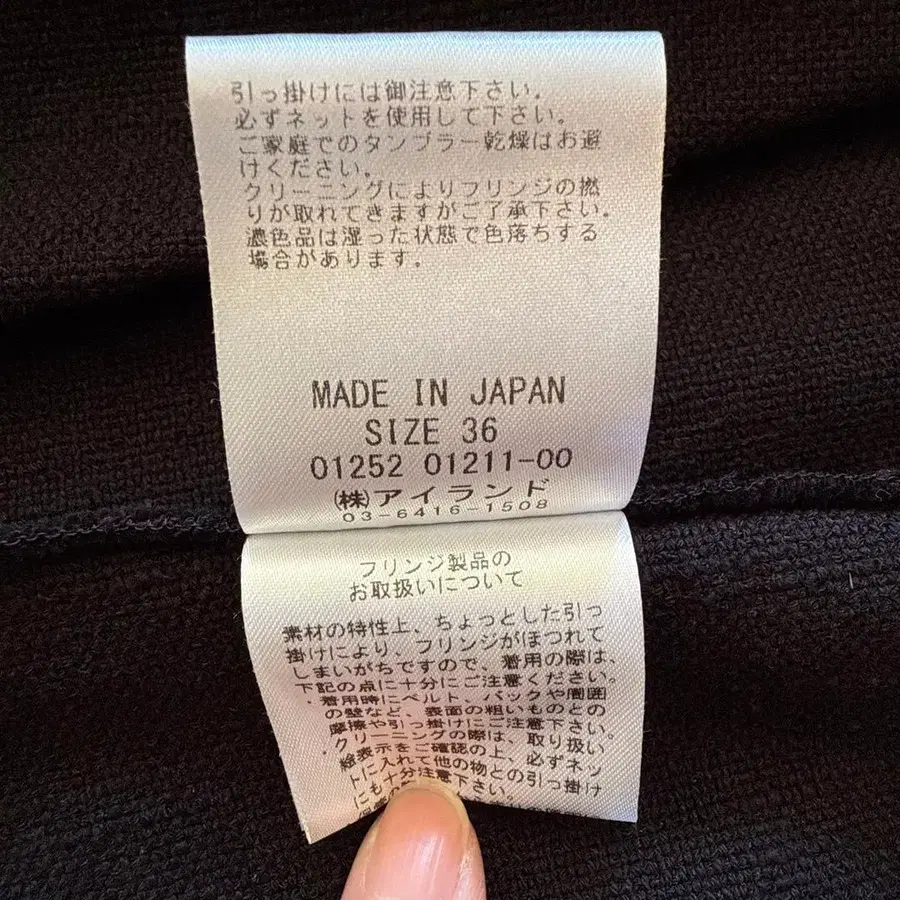 引っ掛けには御注意下さい。
必ずネットを使用して下さい。
ご家庭でのタンブラー乾燥はお避
けください。
クリーニングによりフリンジの撚
りが取れてきますがご了承下さい。
濃色品は湿った状態で色落ちする
場合があります。
MADE IN JAPAN
SIZE 36
01252 01211-00
(株)アイランド
03-6416-1508
フリンジ製品の
お取扱いについて
素材の特性上、ちょっとした引っ
掛けにより、フリンジがほつれて
しまいがちですので、着用の際は、
下記の点に十分にご注意ください。
・着用時にベルト、バックや周囲
の壁など、表面の粗いものとの
摩擦や引っ掛けにご注意下さい。
・クリーニングの際は、取り扱い
絵表示をご確認の上、必ずネッ
トに入れて他の物との引っ掛け
にも十分注意下さい。